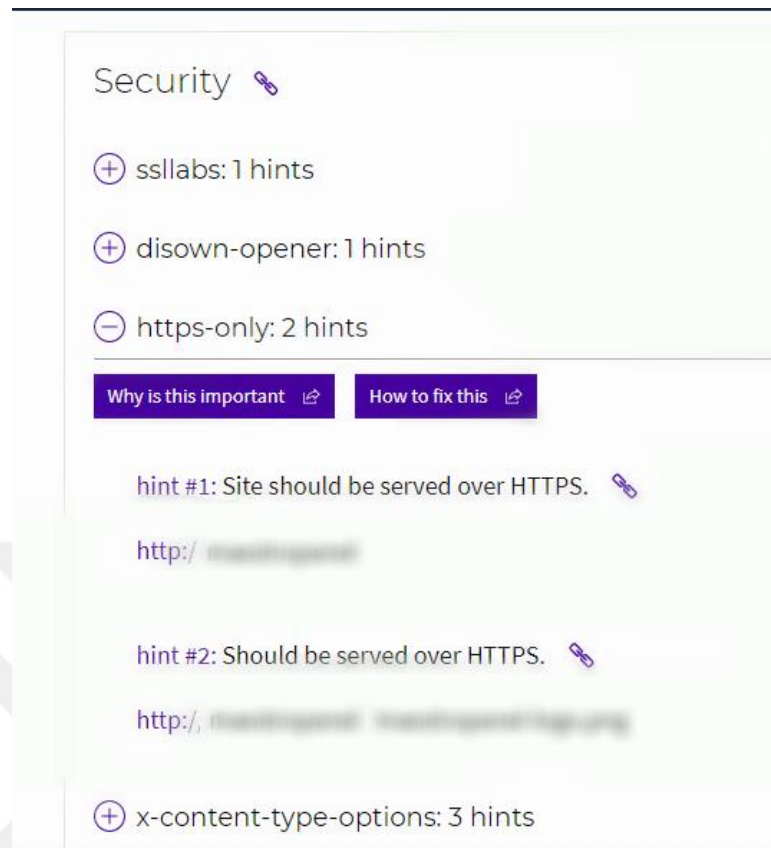 Security
ssllabs: 1 hints
disown-opener: 1 hints
https-only: 2 hints
Why is this important How to fix this
hint #1: Site should be served over HTTPS.
http:/
hint #2: Should be served over HTTPS.
http:/
x-content-type-options: 3 hints